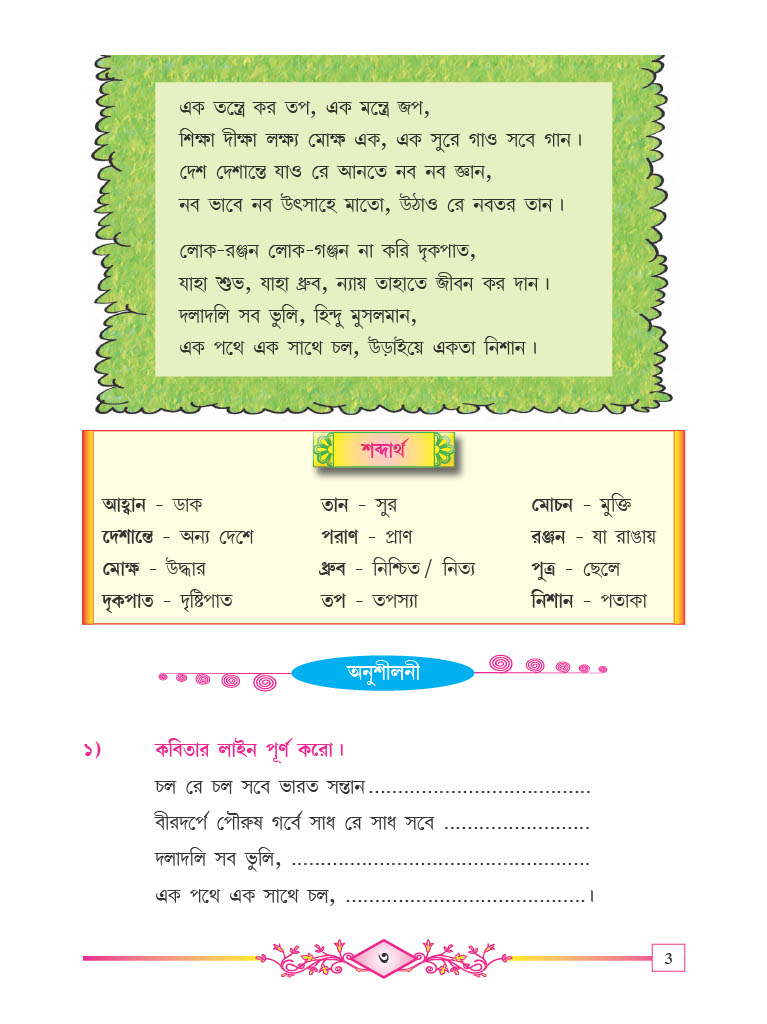 এক তন্ত্রে কর তপ, এক মন্ত্রে জপ,
শিক্ষা দীক্ষা লক্ষ্য মোক্ষ এক, এক সুরে গাও সবে গান।
দেশ দেশান্তে যাও রে আনতে নব নব জ্ঞান,
নব ভাবে নব উৎসাহে মাতো, উঠাও রে নবতর তান।
লোক-রঞ্জন লোক-গঞ্জন না করি দৃকপাত,
যাহা শুভ, যাহা ধ্রুব, ন্যায় তাহাতে জীবন কর দান।
দলাদলি সব ভুলি, হিন্দু মুসলমান,
এক পথে এক সাথে চল, উড়াইয়ে একতা নিশান।
শব্দার্থ
আহ্বান - ডাক তান - সুর মোচন - মুক্তি
দেশান্তে - অন্য দেশে পরাণ - প্রাণ রঞ্জন - যা রাঙায়
মোক্ষ - উদ্ধার ধ্রুব - নিশ্চিত / নিত্য পুত্র - ছেলে
দৃকপাত - দৃষ্টিপাত তপ - তপস্যা নিশান - পতাকা
অনুশীলনী
১) কবিতার লাইন পূর্ণ করো।
চল রে চল সবে ভারত সন্তান......................................
বীরদর্পে পৌরুষ গর্বে সাধ রে সাধ সবে .........................
দলাদলি সব ভুলি, ...................................................
এক পথে এক সাথে চল, .........................................।
৩ 3